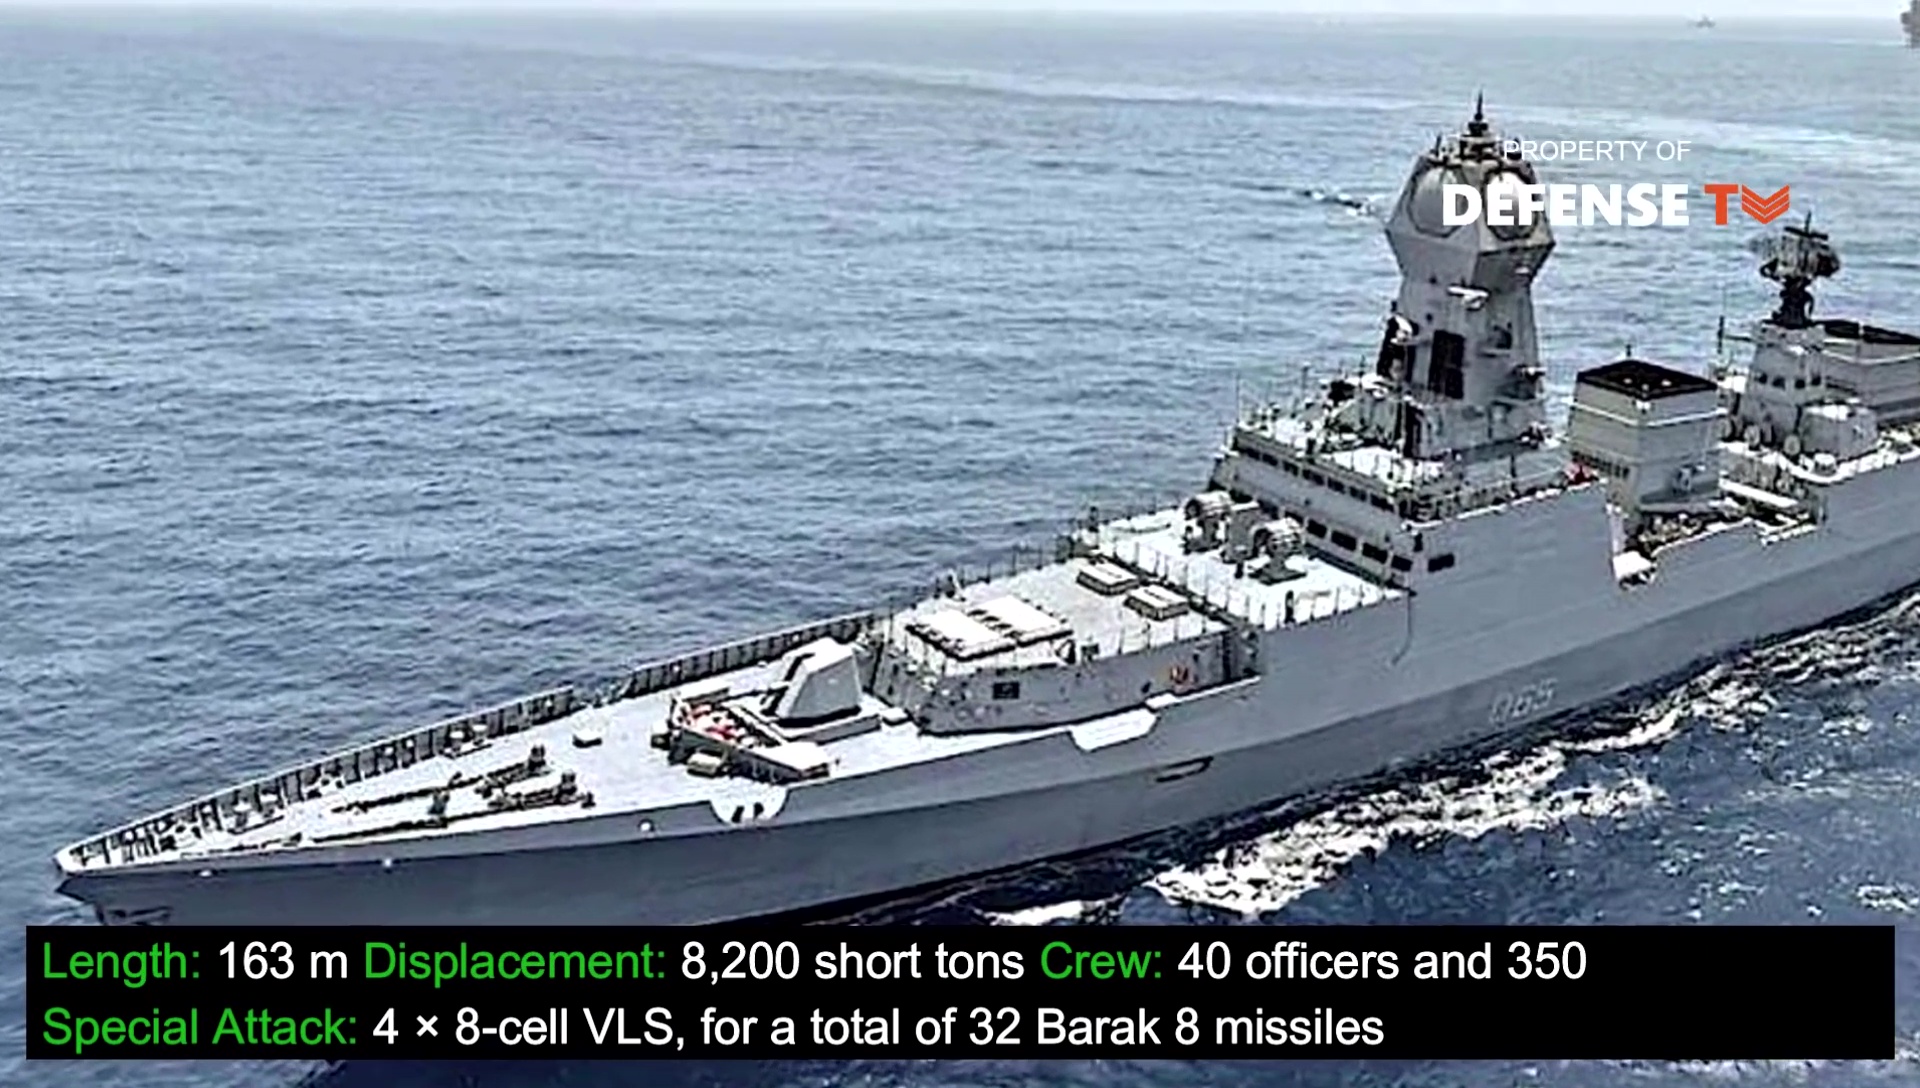 PROPERTY OF
DEFENSE TV
065
Length: 163 m Displacement: 8,200 short tons Crew: 40 officers and 350
Special Attack: 4 × 8-cell VLS, for a total of 32 Barak 8 missiles